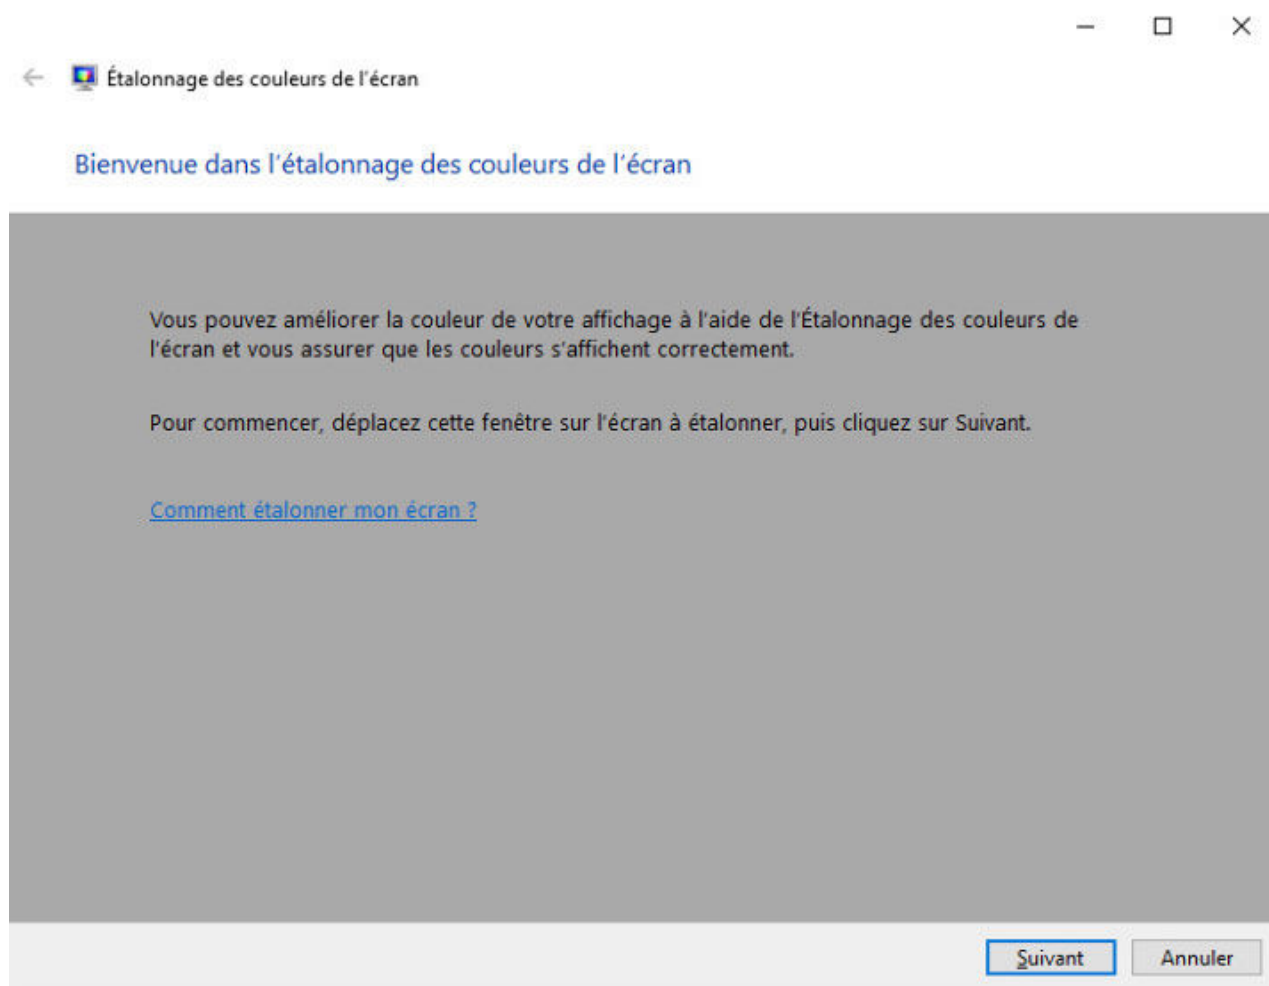 Étalonnage des couleurs de l'écran
Bienvenue dans l'étalonnage des couleurs de l'écran
Vous pouvez améliorer la couleur de votre affichage à l'aide de l'Étalonnage des couleurs de
l'écran et vous assurer que les couleurs s'affichent correctement.
Pour commencer, déplacez cette fenêtre sur l'écran à étalonner, puis cliquez sur Suivant.
Comment étalonner mon écran ?
Suivant Annuler